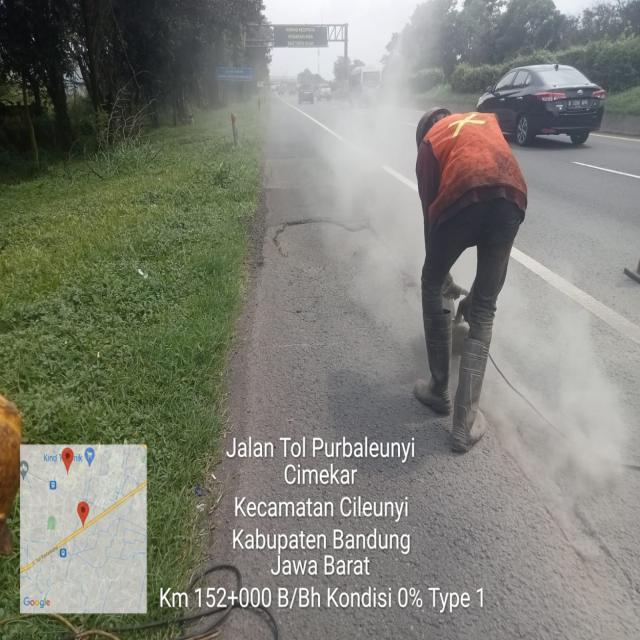 Jalan Tol Purbaleunyi
Cimekar
Kecamatan Cileunyi
Kabupaten Bandung
Jawa Barat
Km 152+000 B/Bh Kondisi 0% Type 1
Google